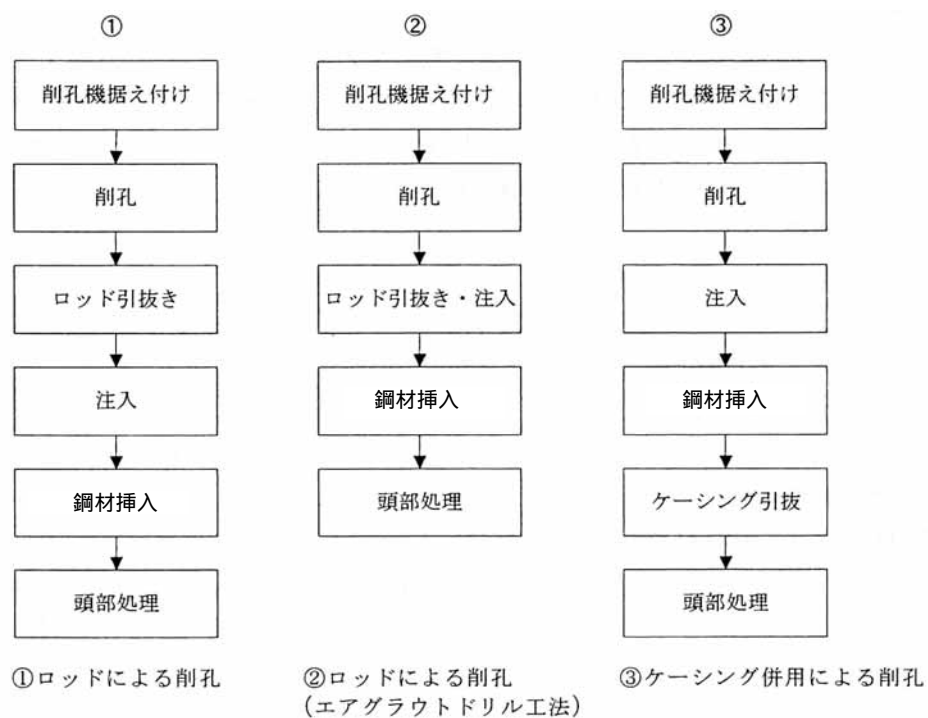 ①
削孔機据え付け
削孔
ロッド引抜き
注入
鋼材挿入
頭部処理
①ロッドによる削孔
②
削孔機据え付け
削孔
ロッド引抜き・注入
鋼材挿入
頭部処理
②ロッドによる削孔
(エアグラウトドリル工法)
③
削孔機据え付け
削孔
注入
鋼材挿入
ケーシング引抜
頭部処理
③ケーシング併用による削孔